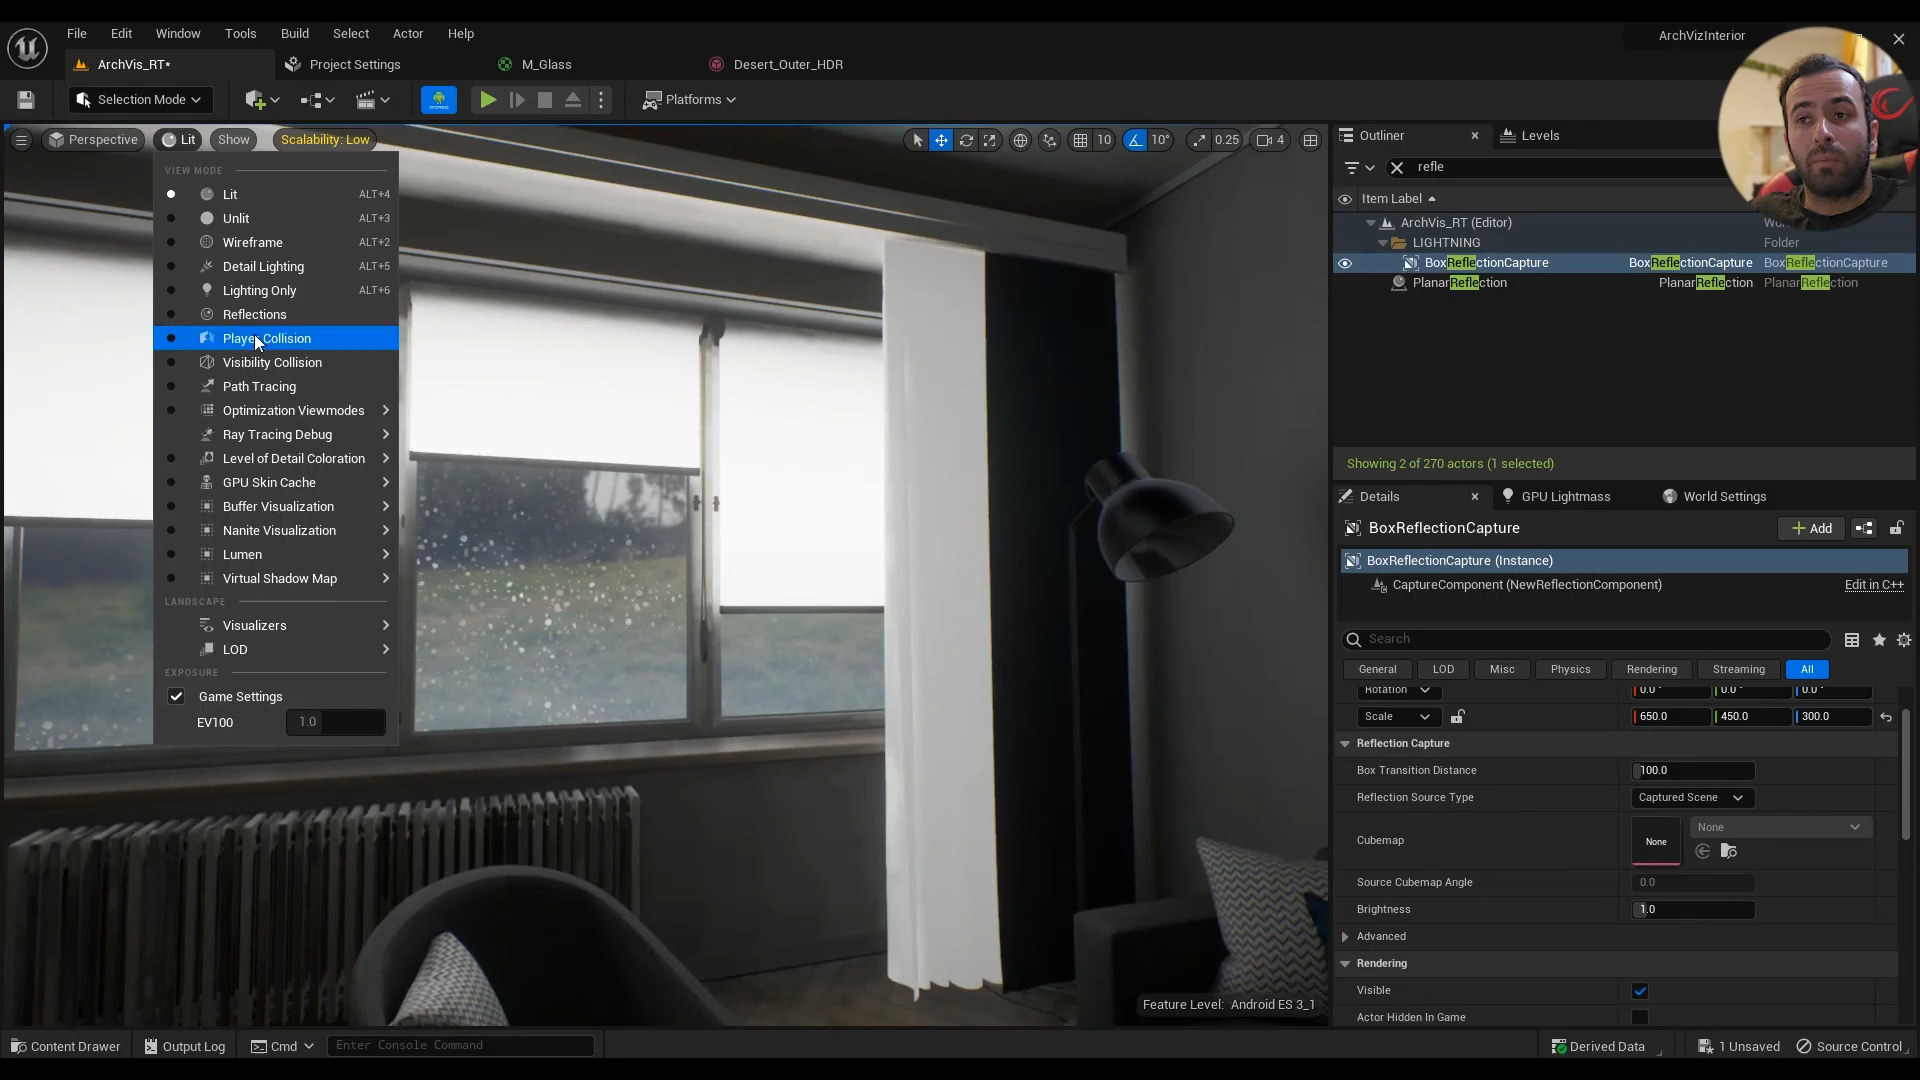 File Edit Window Tools Build Select Actor Help
ArchVizInterior
ArchVis_RT*
Project Settings
M_Glass
Desert_Outer_HDR
Selection Mode
Platforms
Perspective
Lit
Show
Scalability: Low
10
10°
0.25
4
VIEW MODE
Lit ALT+4
Unlit ALT+3
Wireframe ALT+2
Detail Lighting ALT+5
Lighting Only ALT+6
Reflections
Player Collision
Visibility Collision
Path Tracing
Optimization Viewmodes
Ray Tracing Debug
Level of Detail Coloration
GPU Skin Cache
Buffer Visualization
Nanite Visualization
Lumen
Virtual Shadow Map
LANDSCAPE
Visualizers
LOD
EXPOSURE
Game Settings
EV100 1.0
Feature Level: Android ES 3_1
Outliner
Levels
refle
Item Label
ArchVis_RT (Editor)
LIGHTNING Folder
BoxReflectionCapture BoxReflectionCapture BoxReflectionCapture
PlanarReflection PlanarReflection PlanarReflection
Showing 2 of 270 actors (1 selected)
Details
GPU Lightmass
World Settings
BoxReflectionCapture
Add
BoxReflectionCapture (Instance)
CaptureComponent (NewReflectionComponent) Edit in C++
Search
General LOD Misc Physics Rendering Streaming All
Rotation 0.0° 0.0° 0.0°
Scale 650.0 450.0 300.0
Reflection Capture
Box Transition Distance 100.0
Reflection Source Type Captured Scene
Cubemap None None
Source Cubemap Angle 0.0
Brightness 1.0
Advanced
Rendering
Visible
Actor Hidden In Game
Content Drawer
Output Log
Cmd
Enter Console Command
Derived Data
1 Unsaved
Source Control